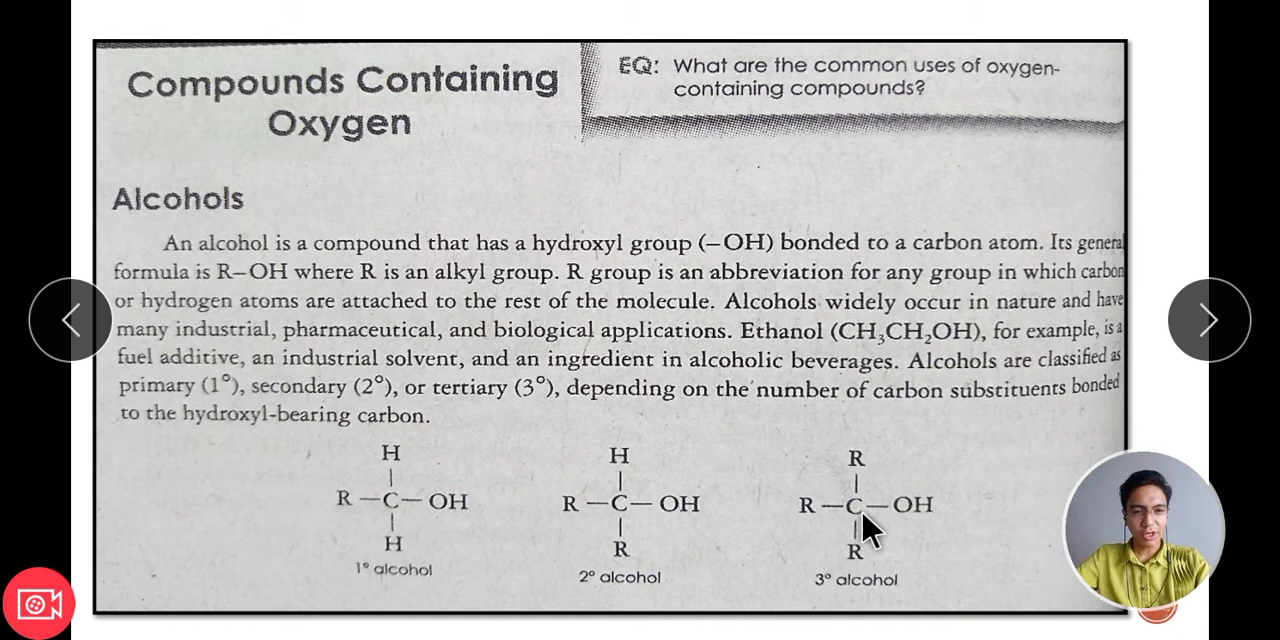 Compounds Containing
Oxygen
EQ: What are the common uses of oxygen-
containing compounds?
Alcohols
An alcohol is a compound that has a hydroxyl group (–OH) bonded to a carbon atom. Its general
formula is R–OH where R is an alkyl group. R group is an abbreviation for any group in which carbon
or hydrogen atoms are attached to the rest of the molecule. Alcohols widely occur in nature and have
many industrial, pharmaceutical, and biological applications. Ethanol (CH₃CH₂OH), for example, is a
fuel additive, an industrial solvent, and an ingredient in alcoholic beverages. Alcohols are classified as
primary (1°), secondary (2°), or tertiary (3°), depending on the number of carbon substituents bonded
to the hydroxyl-bearing carbon.
H
R — C — OH
H
1° alcohol
H
R — C — OH
R
2° alcohol
R
R — C — OH
R
3° alcohol